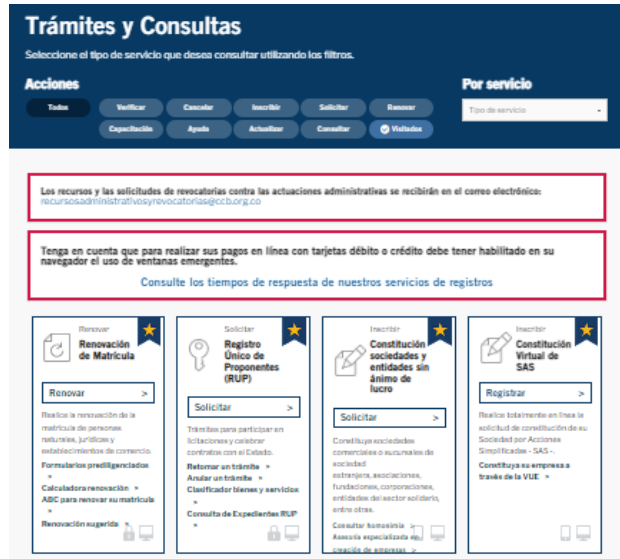 Trámites y Consultas
Seleccione el tipo de servicio que desea consultar utilizando los filtros.
Acciones
Por servicio
Todos
Verificar
Cancelar
Inscribir
Solicitar
Renovar
Tipo de servicio
Capacitación
Ayuda
Actualizar
Consultar
Visitados
Los recursos y las solicitudes de revocatorias contra las actuaciones administrativas se recibirán en el correo electrónico:
recursosadministrativosyrevocatorias@ccb.org.co
Tenga en cuenta que para realizar sus pagos en línea con tarjetas débito o crédito debe tener habilitado en su
navegador el uso de ventanas emergentes.
Consulte los tiempos de respuesta de nuestros servicios de registros
Renovar
Renovación
de Matrícula
Renovar >
Realice la renovación de la
matrícula de personas
naturales, jurídicas y
establecimientos de comercio.
Formularios prediligenciados
»
Calculadora renovación »
ABC para renovar su matrícula
»
Renovación sugerida »
Solicitar
Registro
Único de
Proponentes
(RUP)
Solicitar >
Trámites para participar en
licitaciones y celebrar
contratos con el Estado.
Retomar un trámite »
Anular un trámite »
Clasificador bienes y servicios
»
Consulta de Expedientes RUP
»
Inscribir
Constitución
sociedades y
entidades sin
ánimo de
lucro
Solicitar >
Constituya sociedades
comerciales o sucursales de
sociedad
extranjera, asociaciones,
fundaciones, corporaciones,
entidades del sector solidario,
entre otras.
Consultar homonimia >
Asesoría especializada en
creación de empresas >
Inscribir
Constitución
Virtual de
SAS
Registrar >
Realice totalmente en línea la
solicitud de constitución de su
Sociedad por Acciones
Simplificadas - SAS -.
Constituya su empresa a
través de la VUE »